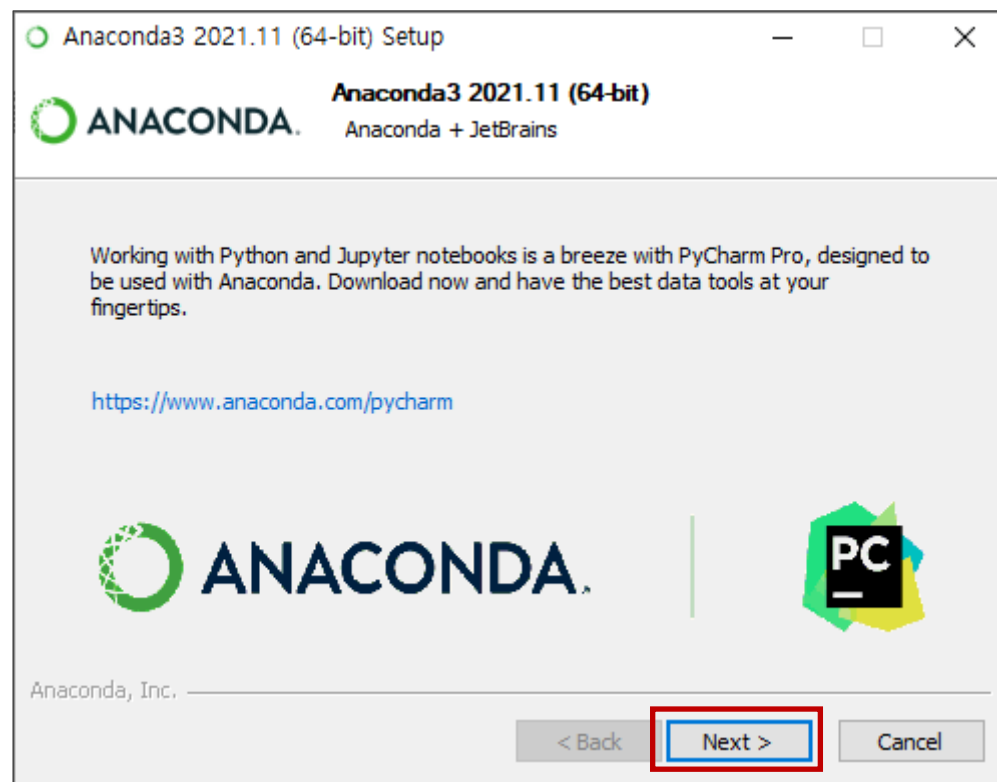 Anaconda3 2021.11 (64-bit) Setup
ANACONDA.
Anaconda3 2021.11 (64-bit)
Anaconda + JetBrains
Working with Python and Jupyter notebooks is a breeze with PyCharm Pro, designed to
be used with Anaconda. Download now and have the best data tools at your
fingertips.
https://www.anaconda.com/pycharm
ANACONDA.
PC
Anaconda, Inc.
< Back
Next >
Cancel